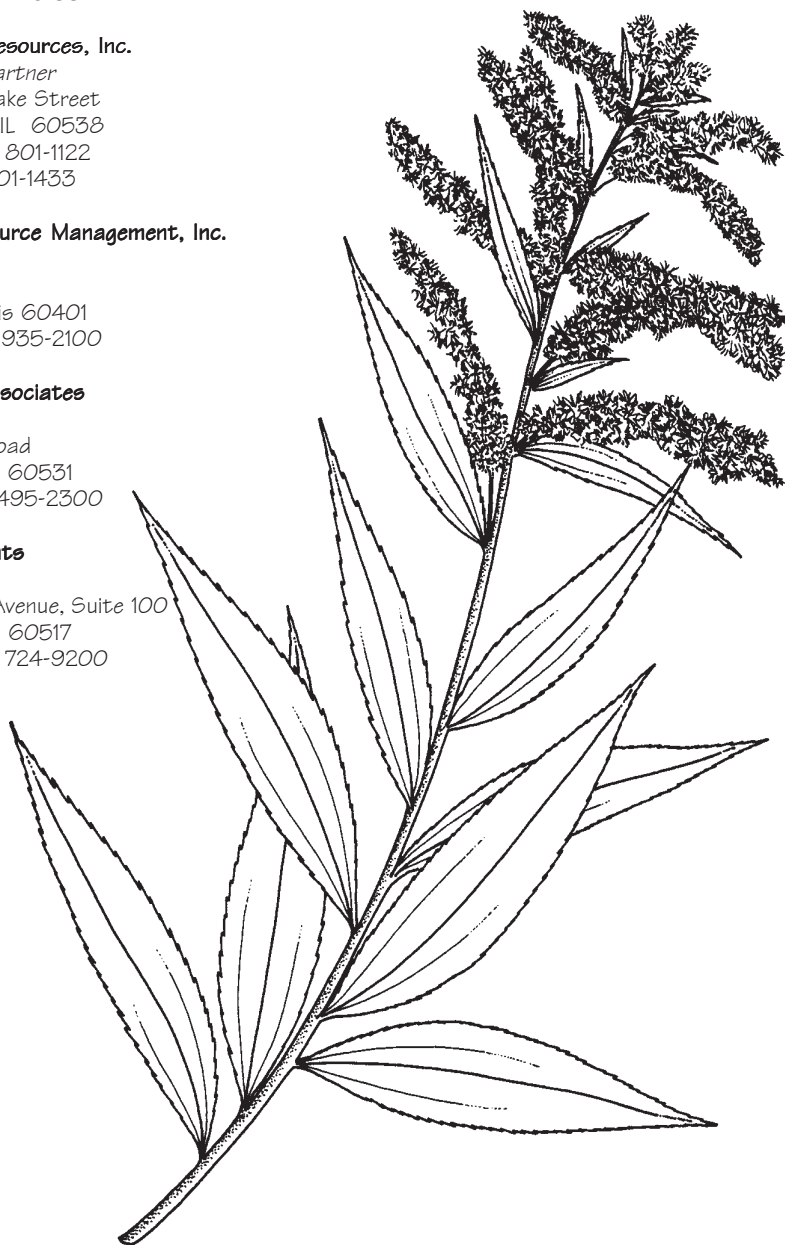 esources, Inc.
artner
ake Street
IL 60538
801-1122
01-1433
urce Management, Inc.
is 60401
935-2100
sociates
oad
60531
495-2300
ts
Avenue, Suite 100
60517
724-9200